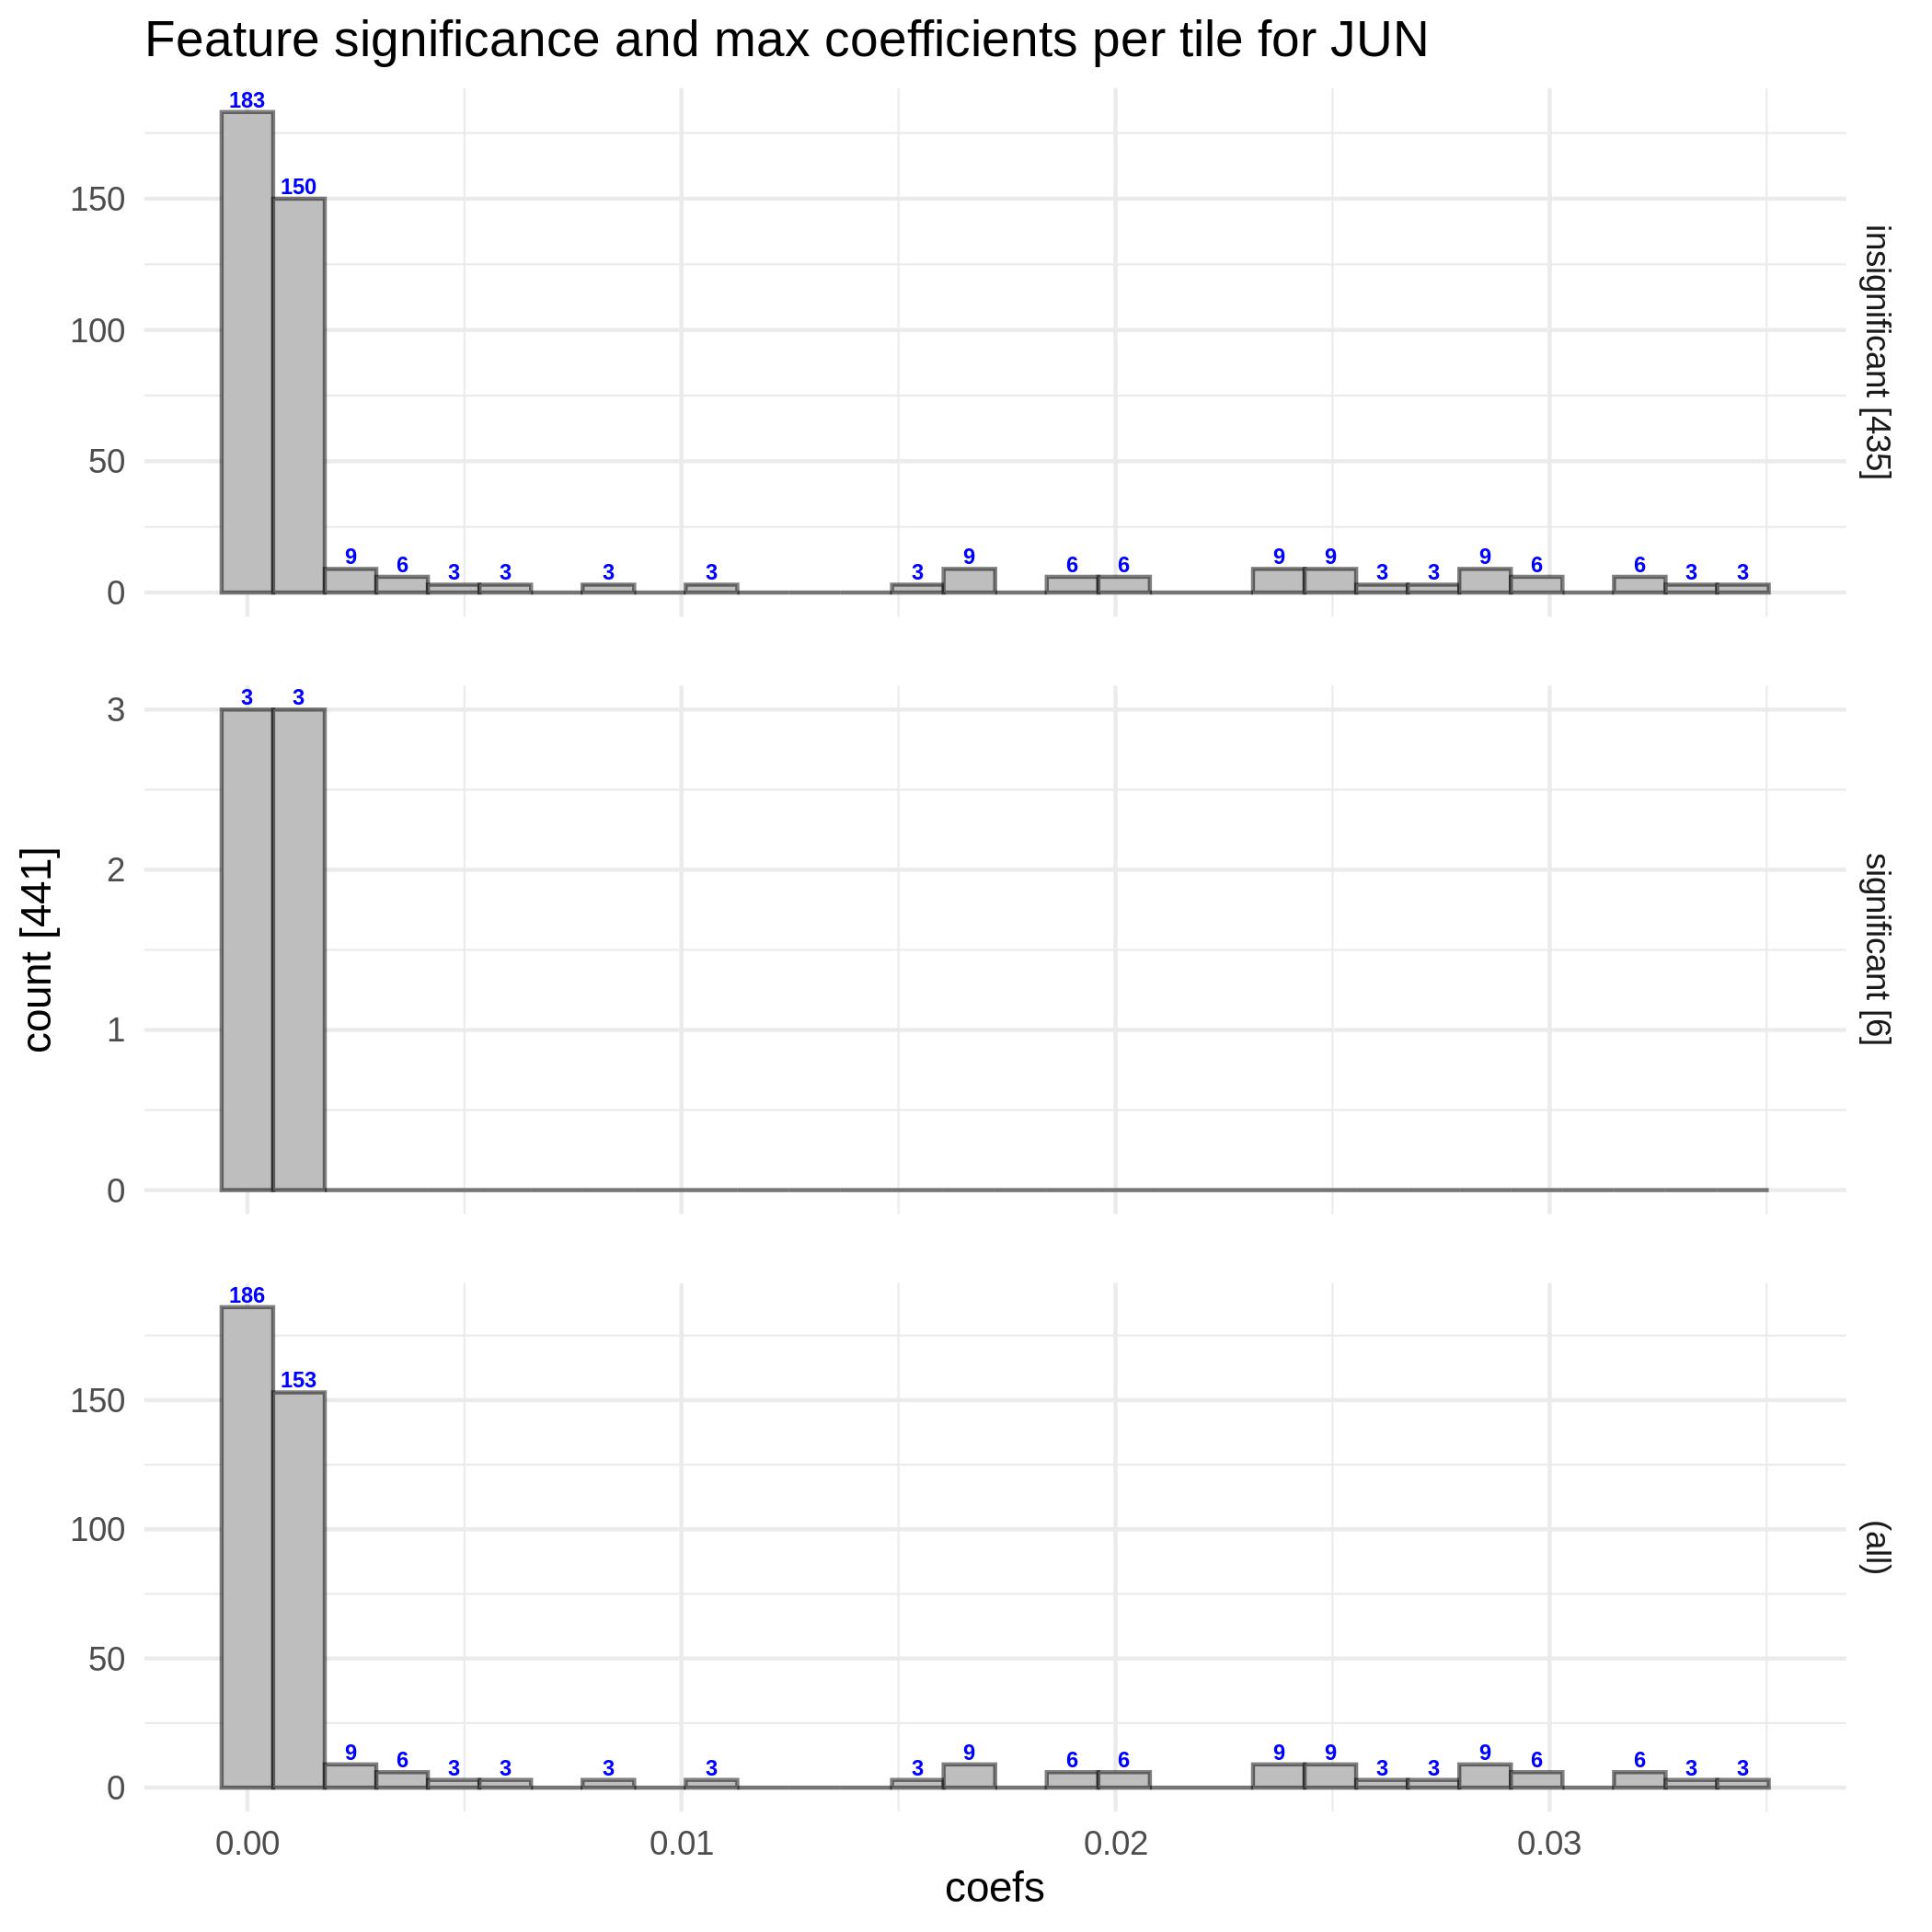 Feature significance and max coefficients per tile for JUN
183
150
9 6 3 3 3 3 3 9 6 6 9 9 3 3 9 6 6 3 3
150
100
50
0
insignificant [435]
3 3
3
2
1
0
significant [6]
count [441]
186
153
9 6 3 3 3 3 3 9 6 6 9 9 3 3 9 6 6 3 3
150
100
50
0
(all)
0.00 0.01 0.02 0.03
coefs